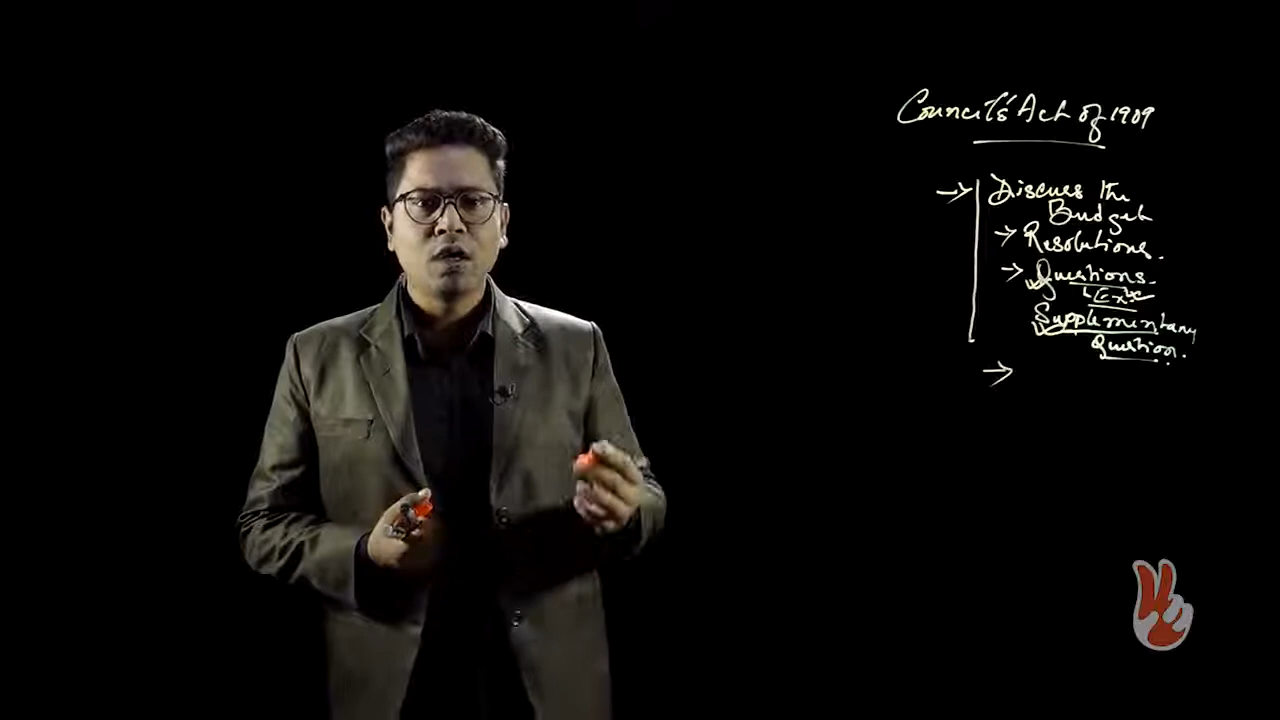 Councils' Act of 1909
→ Discuss the
Budget
→ Resolutions.
→ Questions.
Supplementary
Question.
→